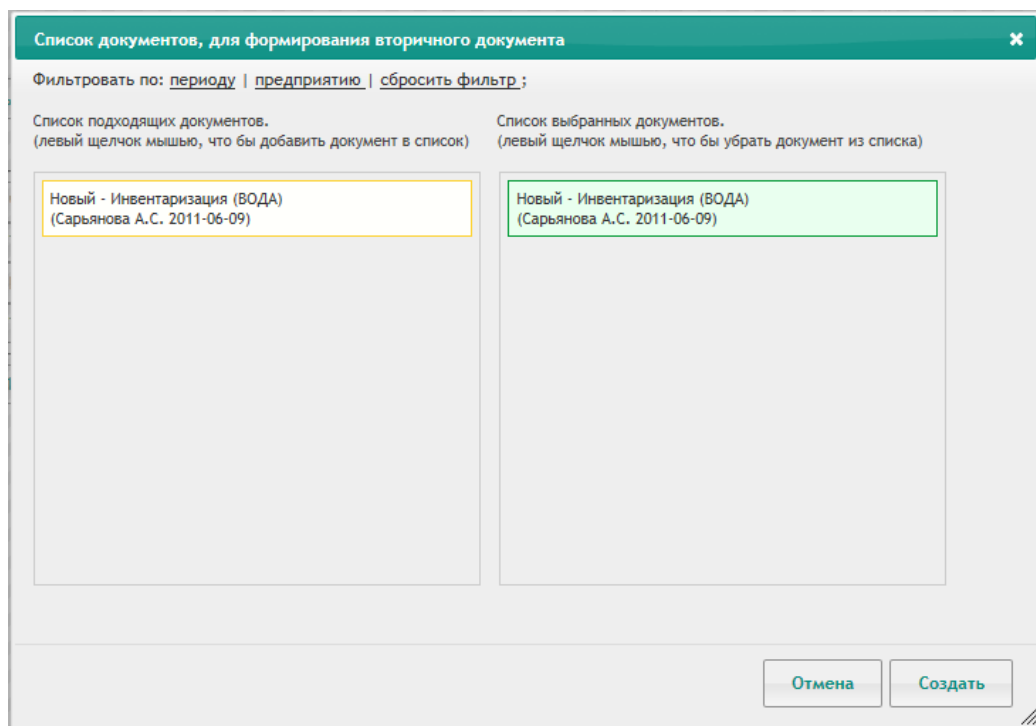 Список документов, для формирования вторичного документа
Фильтровать по: периоду | предприятию | сбросить фильтр ;
Список подходящих документов.
(левый щелчок мышью, что бы добавить документ в список)
Список выбранных документов.
(левый щелчок мышью, что бы убрать документ из списка)
Новый - Инвентаризация (ВОДА)
(Сарьянова А.С. 2011-06-09)
Новый - Инвентаризация (ВОДА)
(Сарьянова А.С. 2011-06-09)
Отмена
Создать